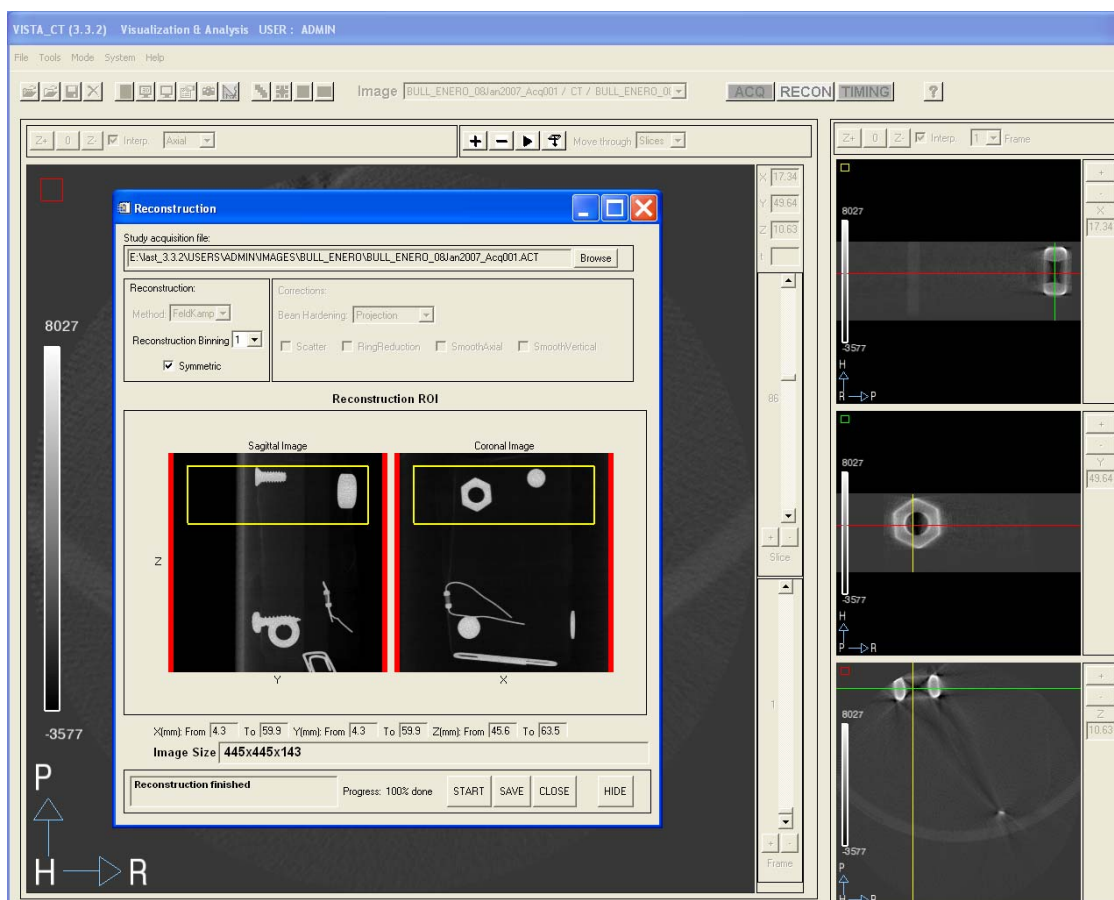 VISTA_CT (3.3.2) Visualization & Analysis USER : ADMIN
File Tools Mode System Help
Image BULL_ENERO_08Jan2007_Acq001 / CT / BULL_ENERO_0 ACQ RECON TIMING ?
Z+ 0 Z- Interp. Axial Move through Slices
X 17.34
Y 49.64
Z 10.63
t
8027
-3577
P
H R
86
+ -
Slice
1
+ -
Frame
Reconstruction
Study acquisition file:
E:\last_3.3.2\USERS\ADMIN\IMAGES\BULL_ENERO\BULL_ENERO_08Jan2007_Acq001.ACT Browse
Reconstruction:
Method: FeldKamp
Reconstruction Binning 1
Symmetric
Corrections:
Bean Hardening: Projection
Scatter RingReduction SmoothAxial SmoothVertical
Reconstruction ROI
Sagittal Image Coronal Image
Z
Y X
X(mm): From 4.3 To 59.9 Y(mm): From 4.3 To 59.9 Z(mm): From 45.6 To 63.5
Image Size 445x445x143
Reconstruction finished
Progress: 100% done START SAVE CLOSE HIDE
Z+ 0 Z- Interp. 1 Frame
8027
-3577
H
R P
+
-
X
17.34
8027
-3577
H
P R
+
-
Y
49.64
8027
-3577
P
H R
+
-
Z
10.63